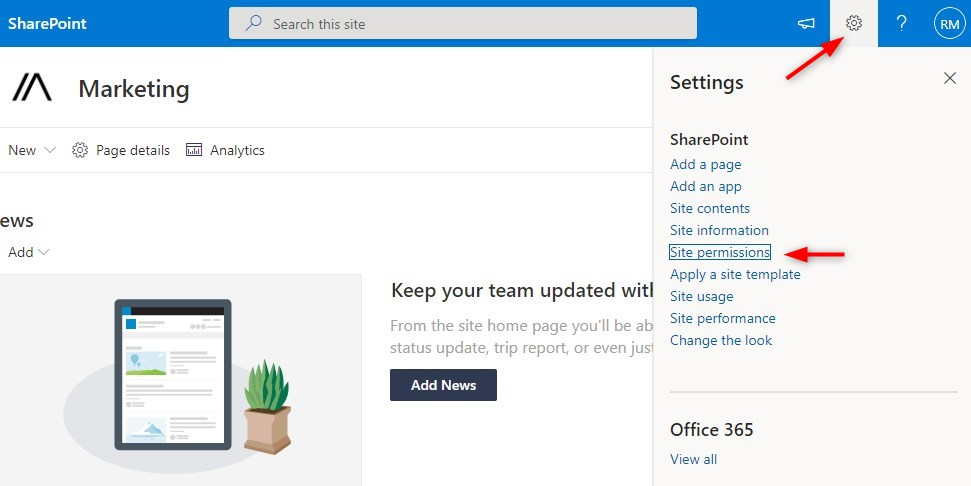 SharePoint
Search this site
RM
Marketing
New
Page details
Analytics
ews
Add
Keep your team updated with
From the site home page you'll be ab
status update, trip report, or even just
Add News
Settings
SharePoint
Add a page
Add an app
Site contents
Site information
Site permissions
Apply a site template
Site usage
Site performance
Change the look
Office 365
View all